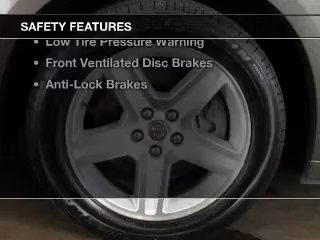 SAFETY FEATURES
• Low Tire Pressure Warning
• Front Ventilated Disc Brakes
• Anti-Lock Brakes